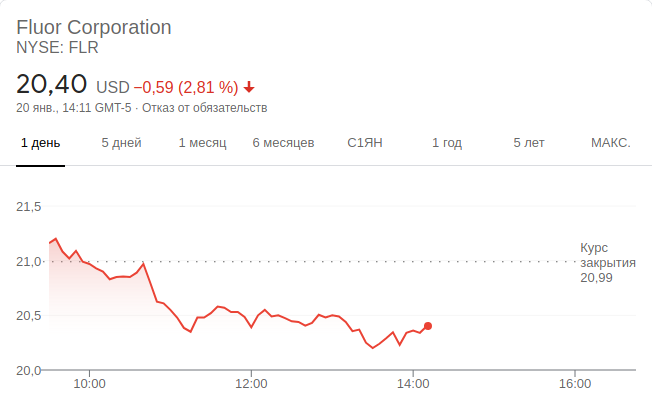 Fluor Corporation
NYSE: FLR
20,40 USD −0,59 (2,81 %)
20 янв., 14:11 GMT-5 · Отказ от обязательств
1 день 5 дней 1 месяц 6 месяцев С1ЯН 1 год 5 лет МАКС.
21,5
21,0
20,5
20,0
Курс
закрытия
20,99
10:00 12:00 14:00 16:00